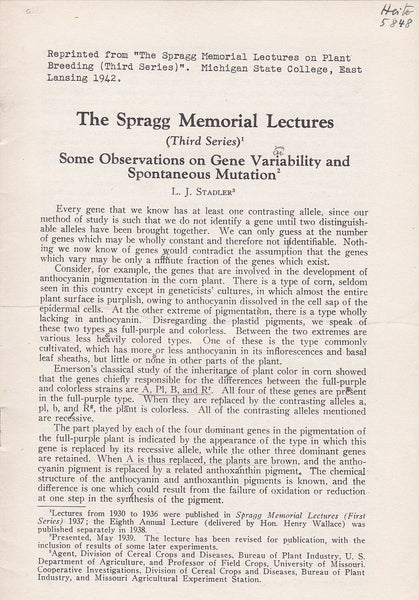 Heitz
5848
Reprinted from "The Spragg Memorial Lectures on Plant
Breeding (Third Series)". Michigan State College, East
Lansing 1942.
The Spragg Memorial Lectures
(Third Series)¹
Some Observations on Gene Variability and
Spontaneous Mutation²
L. J. Stadler³
Every gene that we know has at least one contrasting allele, since our
method of study is such that we do not identify a gene until two distinguish-
able alleles have been brought together. We can only guess at the number
of genes which may be wholly constant and therefore not identifiable. Noth-
ing we now know of genes would contradict the assumption that the genes
which vary may be only a minute fraction of the genes which exist.
Consider, for example, the genes that are involved in the development of
anthocyanin pigmentation in the corn plant. There is a type of corn, seldom
seen in this country except in geneticists' cultures, in which almost the entire
plant surface is purplish, owing to anthocyanin dissolved in the cell sap of the
epidermal cells. At the other extreme of pigmentation, there is a type wholly
lacking in anthocyanin. Disregarding the plastid pigments, we speak of
these two types as full-purple and colorless. Between the two extremes are
various less heavily colored types. One of these is the type commonly
cultivated, which has more or less anthocyanin in its inflorescences and basal
leaf sheaths, but little or none in other parts of the plant.
Emerson's classical study of the inheritance of plant color in corn showed
that the genes chiefly responsible for the differences between the full-purple
and colorless strains are A, Pl, B, and Rʳ. All four of these genes are present
in the full-purple type. When they are replaced by the contrasting alleles a,
pl, b, and Rᵍ, the plant is colorless. All of the contrasting alleles mentioned
are recessive.
The part played by each of the four dominant genes in the pigmentation of
the full-purple plant is indicated by the appearance of the type in which this
gene is replaced by its recessive allele, while the other three dominant genes
are retained. When A is thus replaced, the plants are brown, and the antho-
cyanin pigment is replaced by a related anthoxanthin pigment. The chemical
structure of the anthocyanin and anthoxanthin pigments is known, and the
difference is one which could result from the failure of oxidation or reduction
at one step in the synthesis of the pigment.
¹Lectures from 1930 to 1936 were published in Spragg Memorial Lectures (First
Series) 1937; the Eighth Annual Lecture (delivered by Hon. Henry Wallace) was
published separately in 1938.
²Presented, May 1939. The lecture has been revised for publication, with the
inclusion of results of some later experiments.
³Agent, Division of Cereal Crops and Diseases, Bureau of Plant Industry, U. S.
Department of Agriculture, and Professor of Field Crops, University of Missouri.
Cooperative Investigations, Division of Cereal Crops and Diseases, Bureau of Plant
Industry, and Missouri Agricultural Experiment Station.